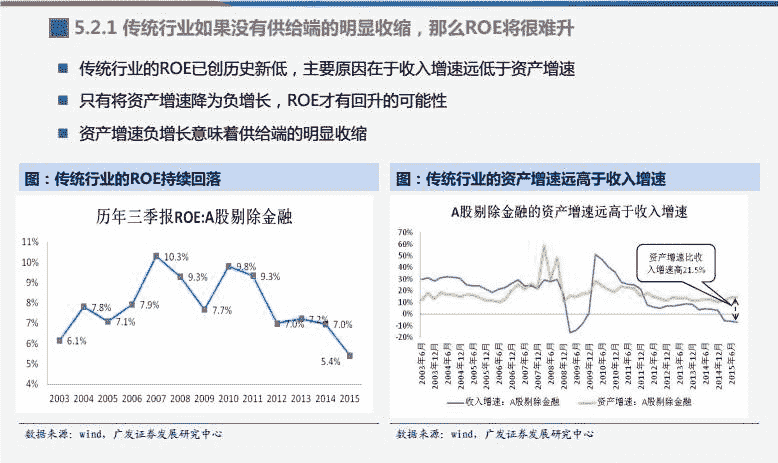 5.2.1 传统行业如果没有供给端的明显收缩，那么ROE将很难升
传统行业的ROE已创历史新低，主要原因在于收入增速远低于资产增速
只有将资产增速降为负增长，ROE才有回升的可能性
资产增速负增长意味着供给端的明显收缩
图：传统行业的ROE持续回落
历年三季报ROE:A股剔除金融
11%
10%
9%
8%
7%
6%
5%
4%
6.1%
7.8%
7.1%
7.9%
10.3%
9.3%
7.7%
9.8%
9.3%
7.0%
7.2%
7.0%
5.4%
2003 2004 2005 2006 2007 2008 2009 2010 2011 2012 2013 2014 2015
数据来源：wind，广发证券发展研究中心
图：传统行业的资产增速远高于收入增速
A股剔除金融的资产增速远高于收入增速
70%
60%
50%
40%
30%
20%
10%
0%
-10%
-20%
资产增速比收
入增速高21.5%
2003年6月
2003年12月
2004年6月
2004年12月
2005年6月
2005年12月
2006年6月
2006年12月
2007年6月
2007年12月
2008年6月
2008年12月
2009年6月
2009年12月
2010年6月
2010年12月
2011年6月
2011年12月
2012年6月
2012年12月
2013年6月
2013年12月
2014年6月
2014年12月
2015年6月
收入增速：A股剔除金融
资产增速：A股剔除金融
数据来源：wind，广发证券发展研究中心